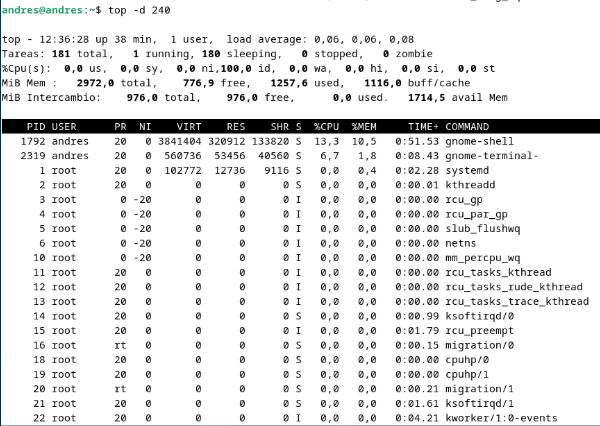 andres@andres:~$ top -d 240
top - 12:36:28 up 38 min,  1 user,  load average: 0,06, 0,06, 0,08
Tareas: 181 total,   1 running, 180 sleeping,   0 stopped,   0 zombie
%Cpu(s):  0,0 us,  0,0 sy,  0,0 ni,100,0 id,  0,0 wa,  0,0 hi,  0,0 si,  0,0 st
MiB Mem :   2972,0 total,    776,9 free,   1257,6 used,   1116,0 buff/cache
MiB Intercambio:    976,0 total,    976,0 free,      0,0 used.   1714,5 avail Mem
PID USER      PR  NI    VIRT    RES    SHR S  %CPU  %MEM     TIME+ COMMAND
1792 andres    20   0 3841404 320912 133820 S  13,3  10,5   0:51.53 gnome-shell
2319 andres    20   0  560736  53456  40560 S   6,7   1,8   0:08.43 gnome-terminal-
1 root      20   0  102772  12736   9116 S   0,0   0,4   0:02.28 systemd
2 root      20   0       0      0      0 S   0,0   0,0   0:00.01 kthreadd
3 root       0 -20       0      0      0 I   0,0   0,0   0:00.00 rcu_gp
4 root       0 -20       0      0      0 I   0,0   0,0   0:00.00 rcu_par_gp
5 root       0 -20       0      0      0 I   0,0   0,0   0:00.00 slub_flushwq
6 root       0 -20       0      0      0 I   0,0   0,0   0:00.00 netns
10 root       0 -20       0      0      0 I   0,0   0,0   0:00.00 mm_percpu_wq
11 root      20   0       0      0      0 I   0,0   0,0   0:00.00 rcu_tasks_kthread
12 root      20   0       0      0      0 I   0,0   0,0   0:00.00 rcu_tasks_rude_kthread
13 root      20   0       0      0      0 I   0,0   0,0   0:00.00 rcu_tasks_trace_kthread
14 root      20   0       0      0      0 S   0,0   0,0   0:00.99 ksoftirqd/0
15 root      20   0       0      0      0 I   0,0   0,0   0:01.79 rcu_preempt
16 root      rt   0       0      0      0 S   0,0   0,0   0:00.15 migration/0
18 root      20   0       0      0      0 S   0,0   0,0   0:00.00 cpuhp/0
19 root      20   0       0      0      0 S   0,0   0,0   0:00.00 cpuhp/1
20 root      rt   0       0      0      0 S   0,0   0,0   0:00.21 migration/1
21 root      20   0       0      0      0 S   0,0   0,0   0:01.61 ksoftirqd/1
22 root      20   0       0      0      0 I   0,0   0,0   0:04.21 kworker/1:0-events